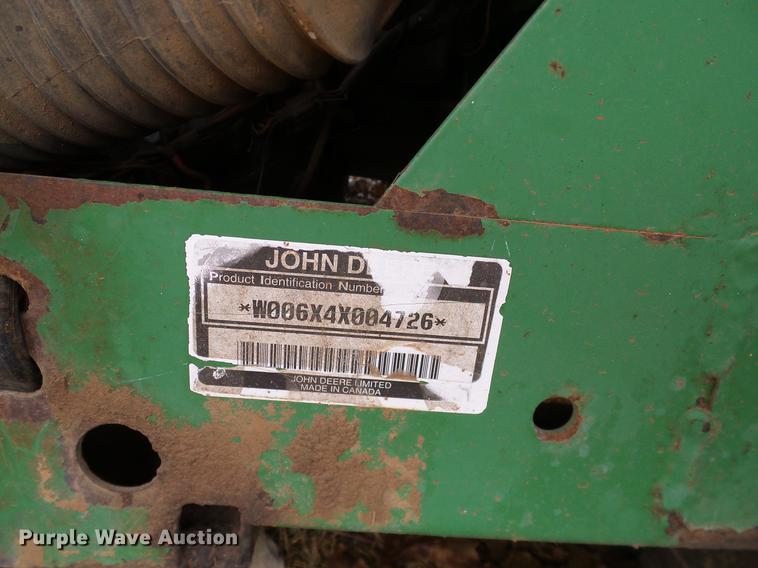 JOHN DE
Product Identification Number
*W006X4X004726*
JOHN DEERE LIMITED
MADE IN CANADA
Purple Wave Auction